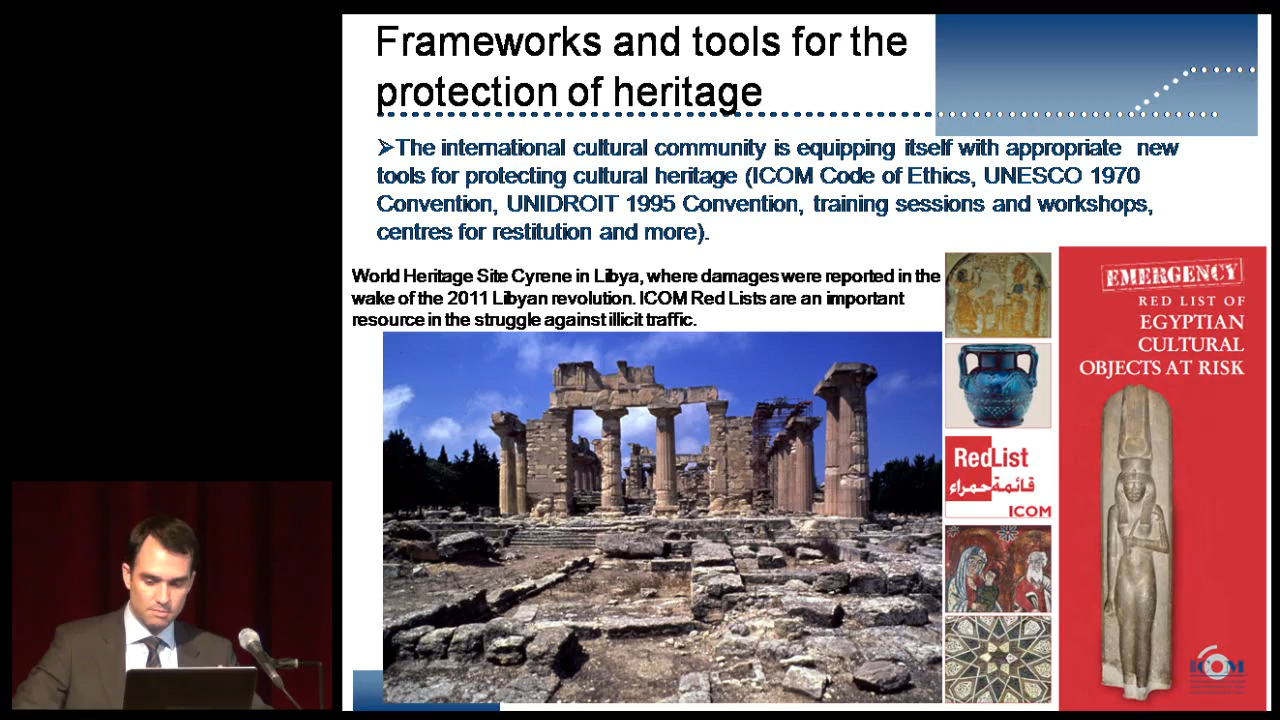 Frameworks and tools for the
protection of heritage
➢The international cultural community is equipping itself with appropriate new
tools for protecting cultural heritage (ICOM Code of Ethics, UNESCO 1970
Convention, UNIDROIT 1995 Convention, training sessions and workshops,
centres for restitution and more).
World Heritage Site Cyrene in Libya, where damages were reported in the
wake of the 2011 Libyan revolution. ICOM Red Lists are an important
resource in the struggle against illicit traffic.
EMERGENCY
RED LIST OF
EGYPTIAN
CULTURAL
OBJECTS AT RISK
RedList
قائمة حمراء
ICOM
ICOM